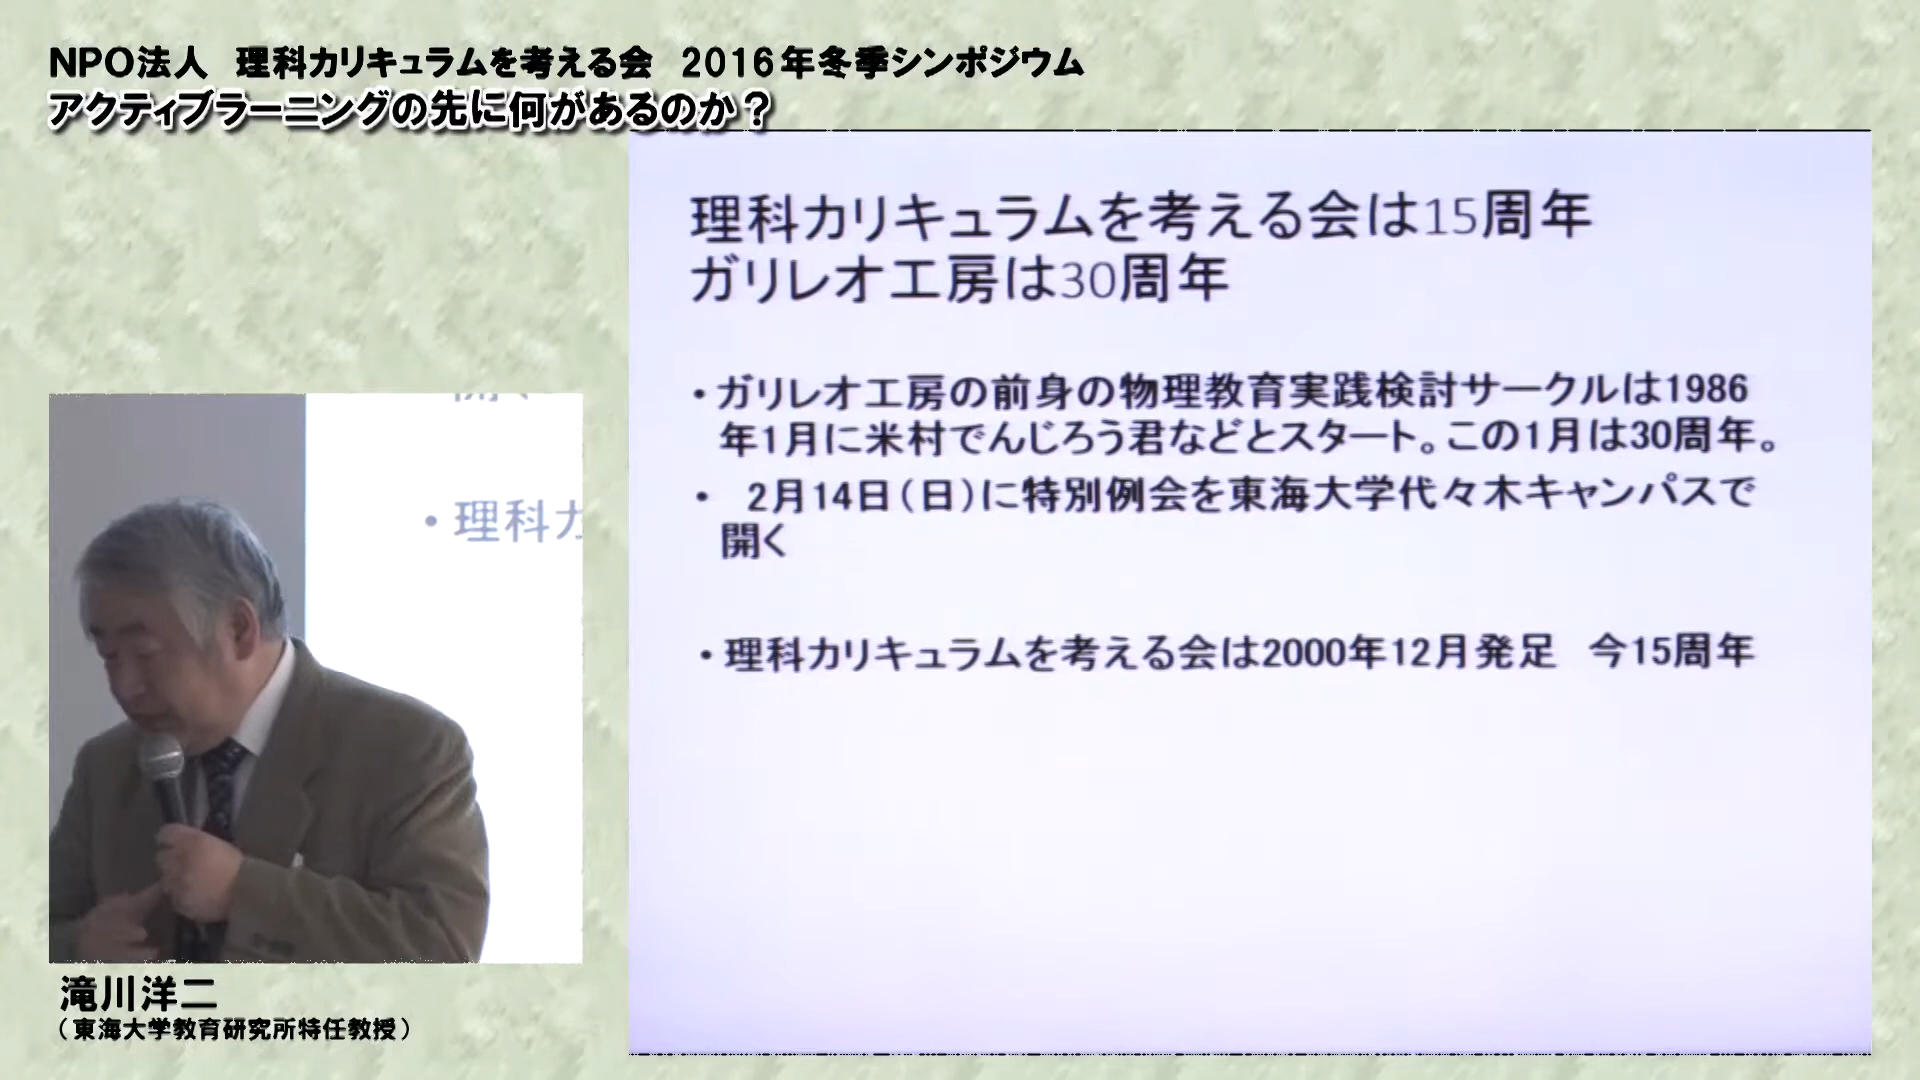 NPO法人　理科カリキュラムを考える会　2016年冬季シンポジウム
アクティブラーニングの先に何があるのか？
理科カリキュラムを考える会は15周年
ガリレオ工房は30周年
・ガリレオ工房の前身の物理教育実践検討サークルは1986
年1月に米村でんじろう君などとスタート。この1月は30周年。
・　2月14日（日）に特別例会を東海大学代々木キャンパスで
開く
・理科カリキュラムを考える会は2000年12月発足　今15周年
・理科カ
滝川洋二
（東海大学教育研究所特任教授）